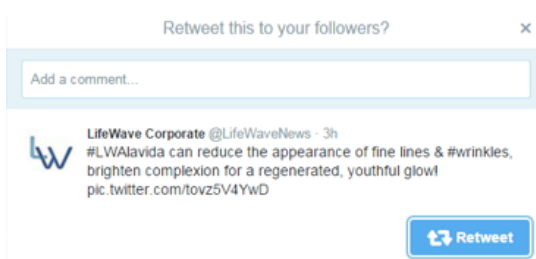 Retweet this to your followers?
×
Add a comment...
LW
LifeWave Corporate @LifeWaveNews · 3h
#LWAlavida can reduce the appearance of fine lines & #wrinkles,
brighten complexion for a regenerated, youthful glow!
pic.twitter.com/tovz5V4YwD
Retweet